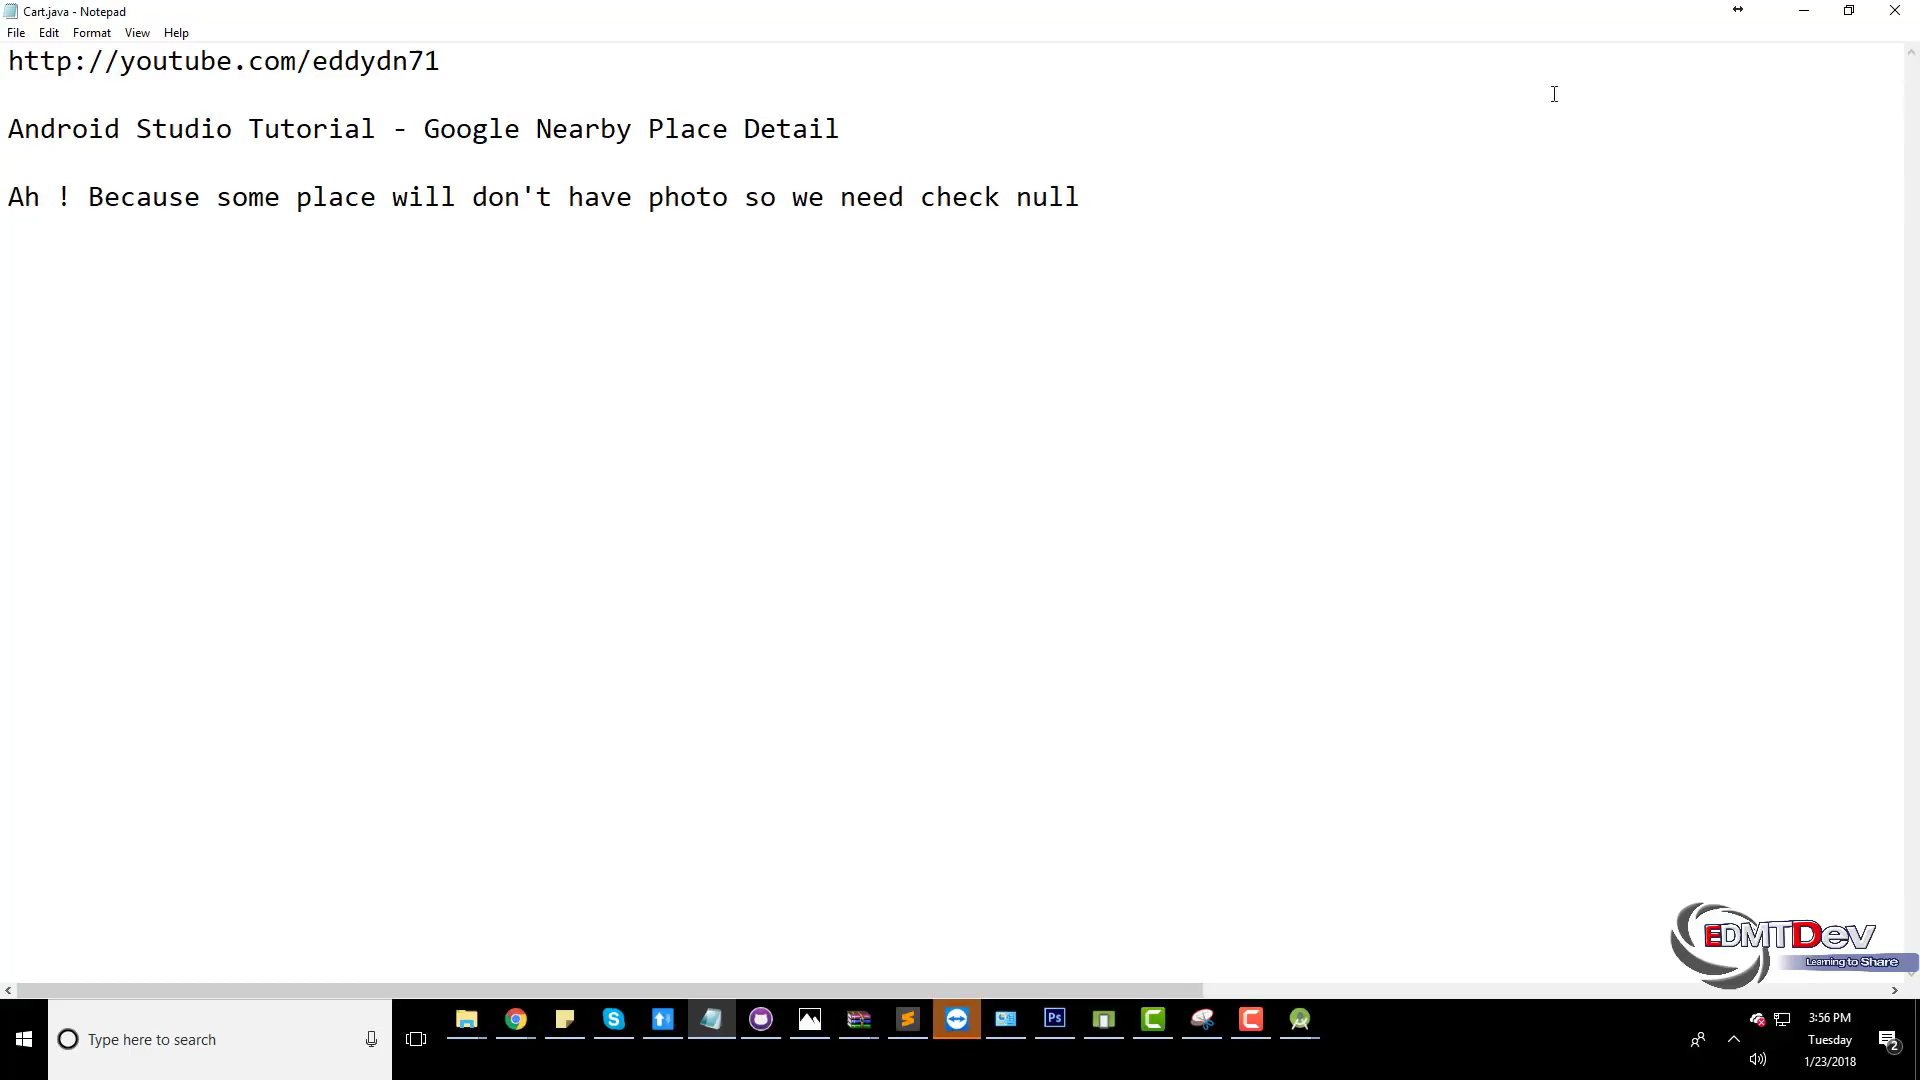 Cart.java - Notepad
File Edit Format View Help
http://youtube.com/eddydn71
Android Studio Tutorial - Google Nearby Place Detail
Ah ! Because some place will don't have photo so we need check null
EDMTDev
Learning to Share
Type here to search
Ps
3:56 PM
Tuesday
1/23/2018
2